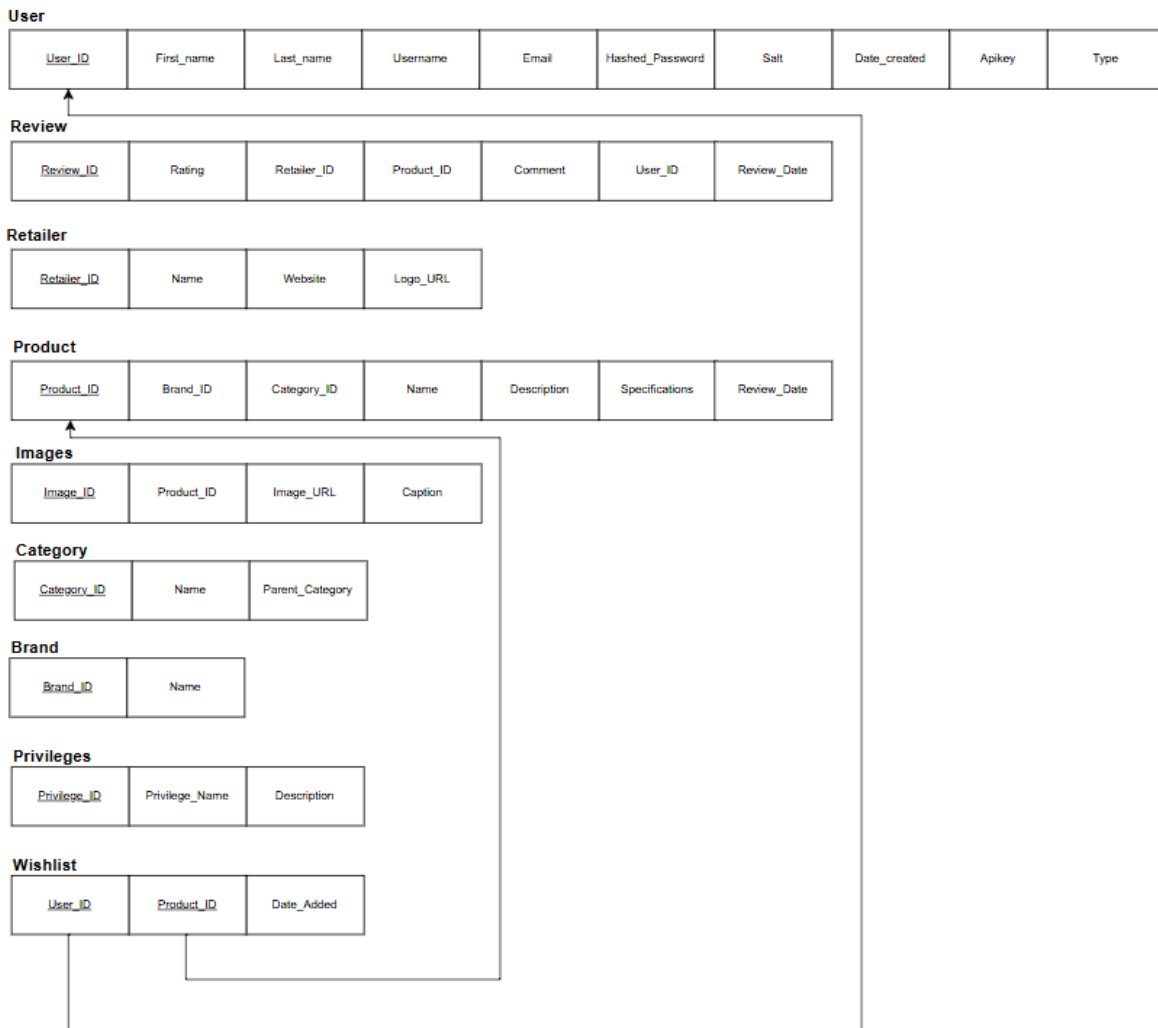 User
User_ID First_name Last_name Username Email Hashed_Password Salt Date_created Apikey Type
Review
Review_ID Rating Retailer_ID Product_ID Comment User_ID Review_Date
Retailer
Retailer_ID Name Website Logo_URL
Product
Product_ID Brand_ID Category_ID Name Description Specifications Review_Date
Images
Image_ID Product_ID Image_URL Caption
Category
Category_ID Name Parent_Category
Brand
Brand_ID Name
Privileges
Privilege_ID Privilege_Name Description
Wishlist
User_ID Product_ID Date_Added